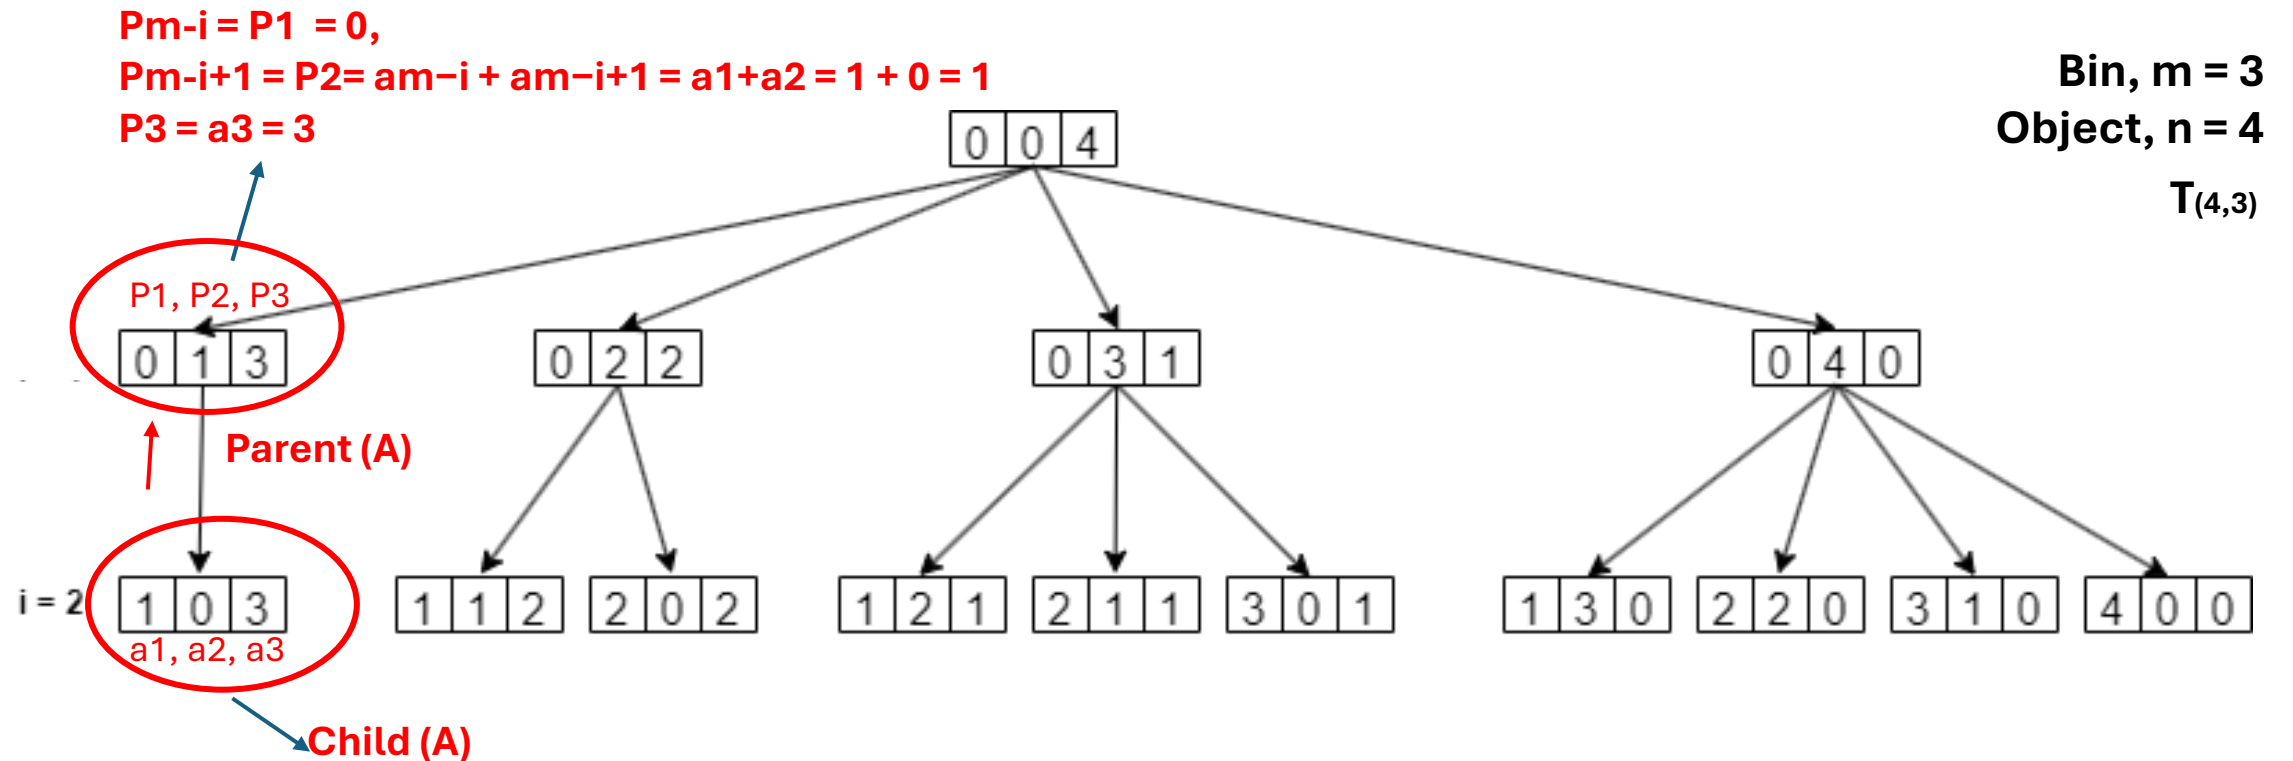 Pm-i = P1 = 0,
Pm-i+1 = P2= am−i + am−i+1 = a1+a2 = 1 + 0 = 1
P3 = a3 = 3
Bin, m = 3
Object, n = 4
T(4,3)
0 0 4
P1, P2, P3
0 1 3
0 2 2
0 3 1
0 4 0
Parent (A)
i = 2
1 0 3
1 1 2
2 0 2
1 2 1
2 1 1
3 0 1
1 3 0
2 2 0
3 1 0
4 0 0
a1, a2, a3
Child (A)